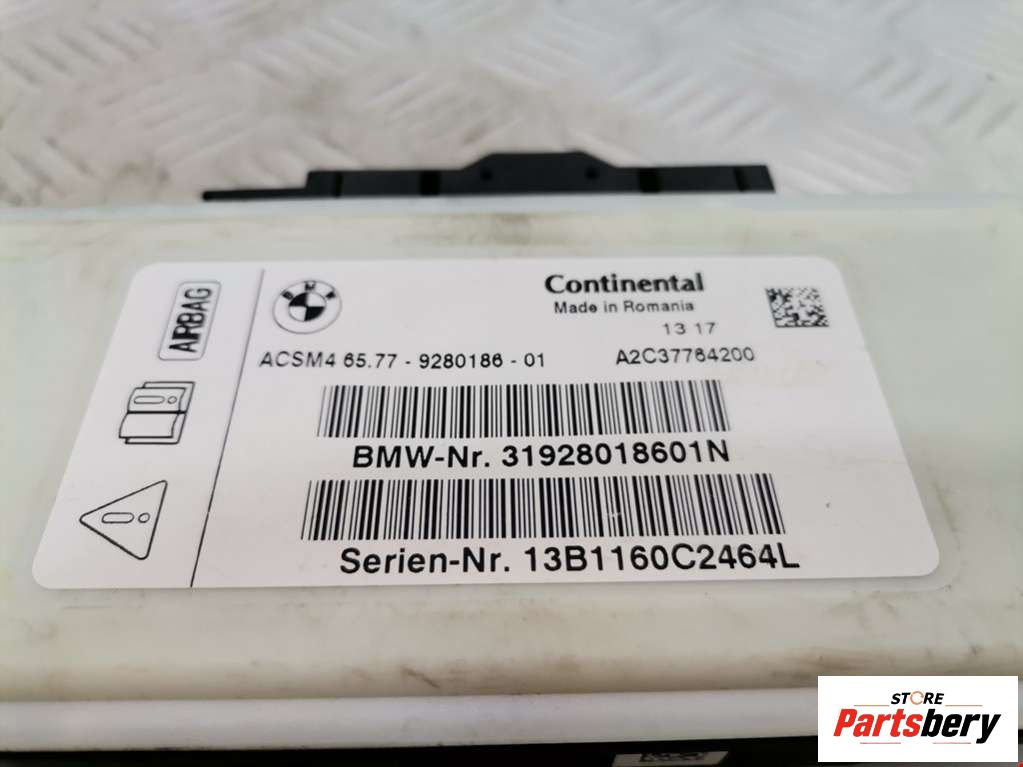 AIRBAG
BMW
Continental
Made in Romania
13 17
ACSM4 65.77 - 9280186 - 01 A2C37764200
BMW-Nr. 31928018601N
Serien-Nr. 13B1160C2464L
STORE
Partsbery